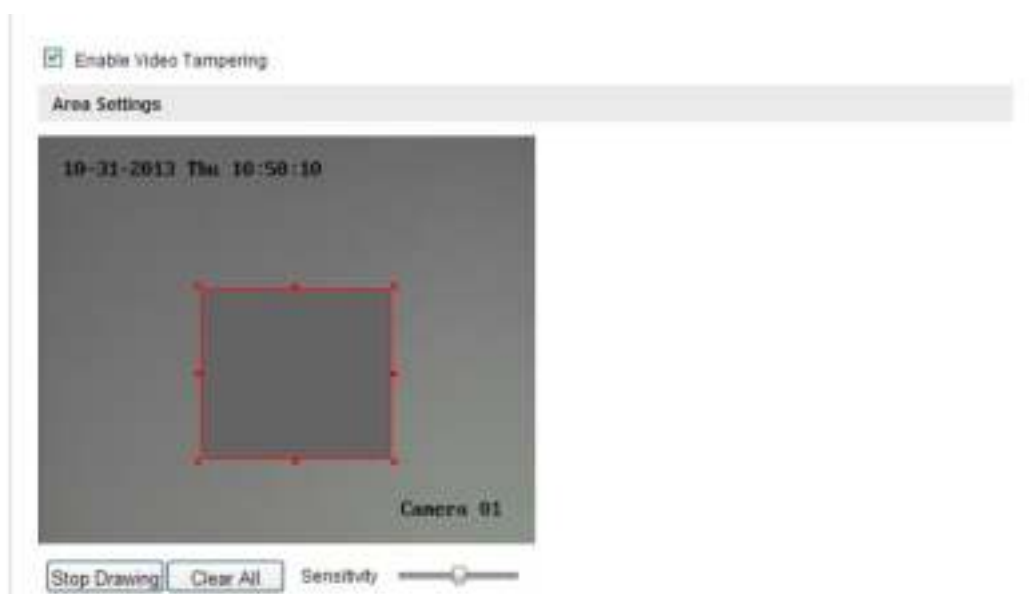 Enable Video Tampering
Area Settings
10-31-2013 Thu 10:50:10
Camera 01
Stop Drawing Clear All Sensitivity